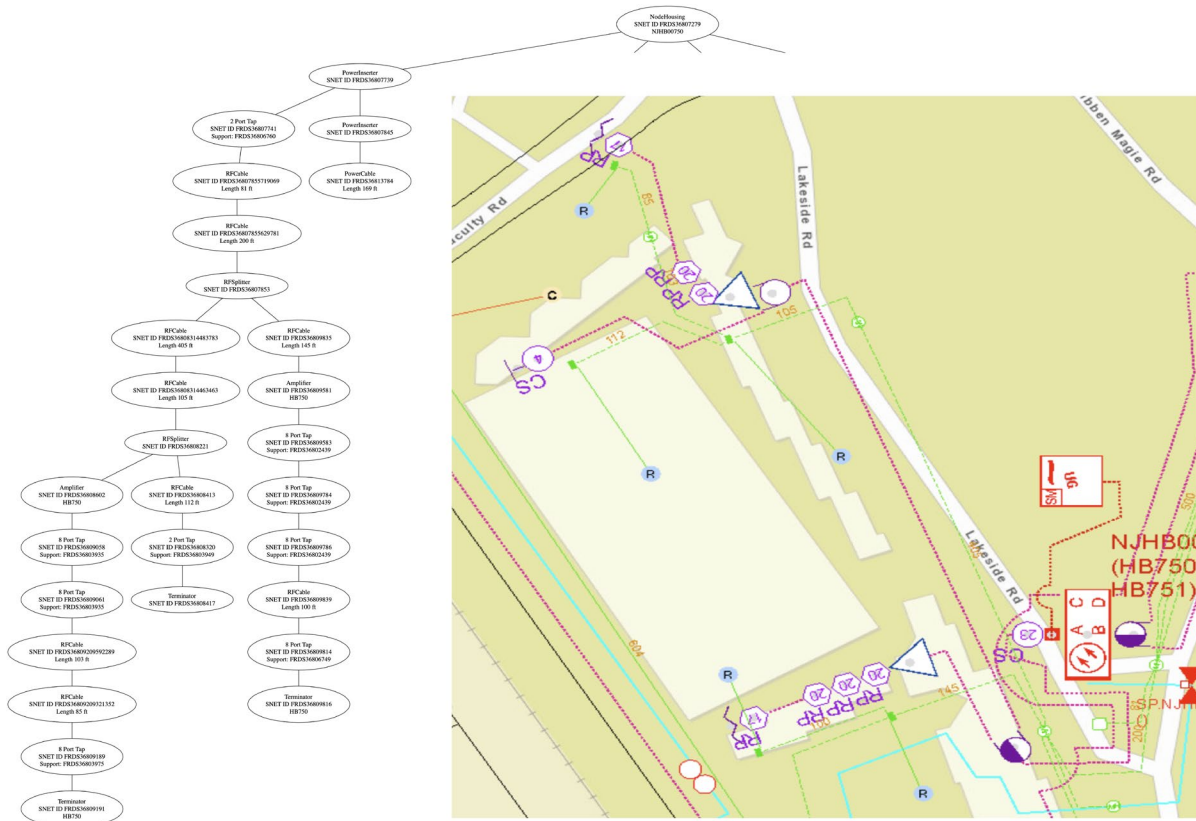 NodeHousing
SNET ID FRDS36807279
NJHB00750
PowerInserter
SNET ID FRDS36807739
2 Port Tap
SNET ID FRDS36807741
Support: FRDS36806760
PowerInserter
SNET ID FRDS36807845
RFCable
SNET ID FRDS36807855719069
Length 81 ft
PowerCable
SNET ID FRDS36813784
Length 169 ft
RFCable
SNET ID FRDS36807855629781
Length 200 ft
RFSplitter
SNET ID FRDS36807853
RFCable
SNET ID FRDS36808314483783
Length 405 ft
RFCable
SNET ID FRDS36809835
Length 145 ft
RFCable
SNET ID FRDS36808314463463
Length 105 ft
Amplifier
SNET ID FRDS36809581
HB750
RFSplitter
SNET ID FRDS36808221
8 Port Tap
SNET ID FRDS36809583
Support: FRDS36802439
Amplifier
SNET ID FRDS36808602
HB750
RFCable
SNET ID FRDS36808413
Length 112 ft
8 Port Tap
SNET ID FRDS36809784
Support: FRDS36802439
8 Port Tap
SNET ID FRDS36809058
Support: FRDS36803935
2 Port Tap
SNET ID FRDS36808320
Support: FRDS36803949
8 Port Tap
SNET ID FRDS36809786
Support: FRDS36802439
8 Port Tap
SNET ID FRDS36809061
Support: FRDS36803935
Terminator
SNET ID FRDS36808417
RFCable
SNET ID FRDS36809839
Length 100 ft
RFCable
SNET ID FRDS36809209592289
Length 103 ft
8 Port Tap
SNET ID FRDS36809814
Support: FRDS36806749
RFCable
SNET ID FRDS36809209321352
Length 85 ft
Terminator
SNET ID FRDS36809816
HB750
8 Port Tap
SNET ID FRDS36809189
Support: FRDS36803975
Terminator
SNET ID FRDS36809191
HB750
Lakeside Rd
Magie Rd
Rd
RP
85
R
20
20
RP RP
C
105
112
4
CS
R
R
SM
UG
Lakeside Rd
NJHB00
(HB750
HB751)
A C
B D
23
CS
604
R
17
RP
20
20
20
RP RP RP
145
R
200
500